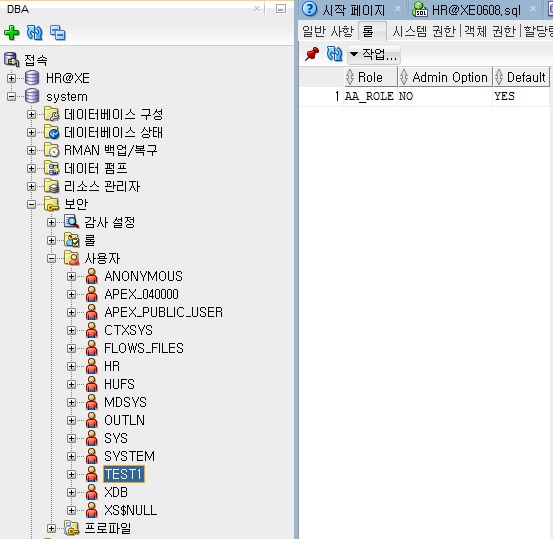 DBA
접속
HR@XE
system
데이터베이스 구성
데이터베이스 상태
RMAN 백업/복구
데이터 펌프
리소스 관리자
보안
감사 설정
롤
사용자
ANONYMOUS
APEX_040000
APEX_PUBLIC_USER
CTXSYS
FLOWS_FILES
HR
HUFS
MDSYS
OUTLN
SYS
SYSTEM
TEST1
XDB
XS$NULL
프로파일
시작 페이지 HR@XE0608.sql
일반 사항 롤 시스템 권한 객체 권한 할당량
작업...
Role Admin Option Default
1 AA_ROLE NO YES